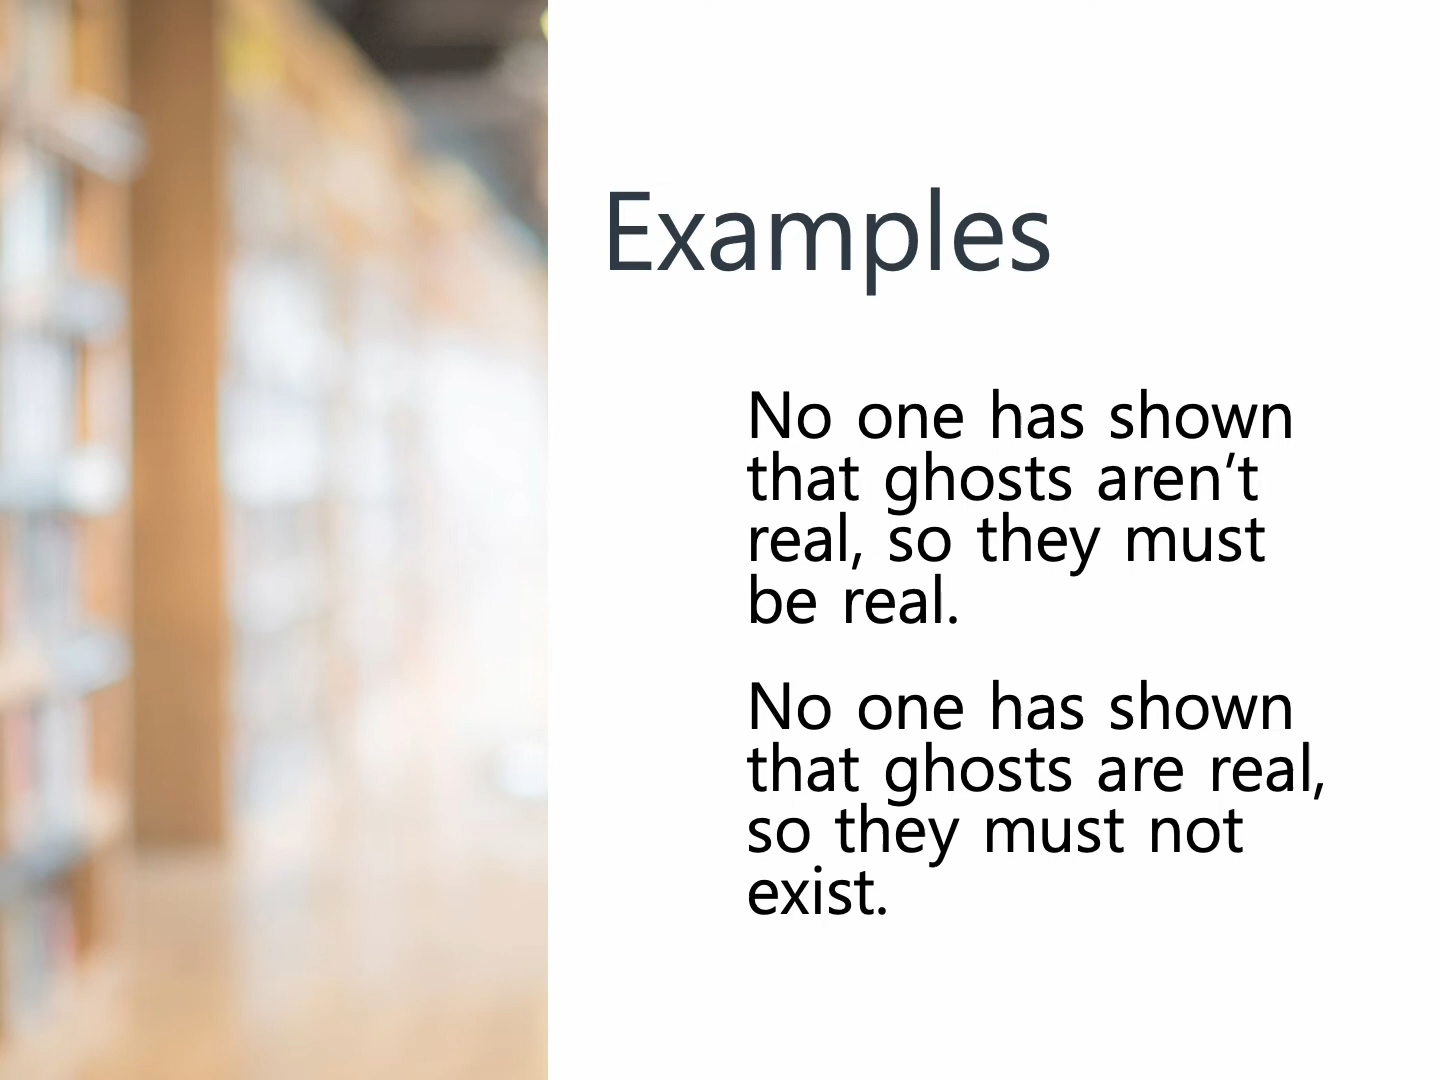 Examples
No one has shown
that ghosts aren’t
real, so they must
be real.
No one has shown
that ghosts are real,
so they must not
exist.